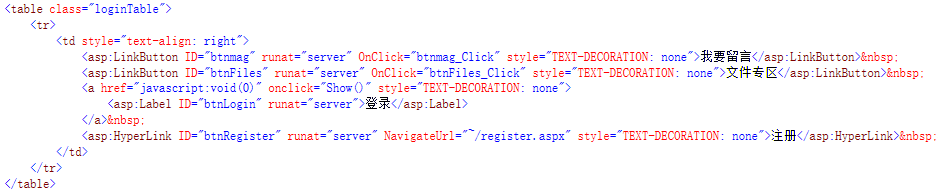 <table class="loginTable">
<tr>
<td style="text-align: right">
<asp:LinkButton ID="btnmag" runat="server" OnClick="btnmag_Click" style="TEXT-DECORATION: none">我要留言</asp:LinkButton>&nbsp;
<asp:LinkButton ID="btnFiles" runat="server" OnClick="btnFiles_Click" style="TEXT-DECORATION: none">文件专区</asp:LinkButton>&nbsp;
<a href="javascript:void(0)" onclick="Show()" style="TEXT-DECORATION: none">
<asp:Label ID="btnLogin" runat="server">登录</asp:Label>
</a>&nbsp;
<asp:HyperLink ID="btnRegister" runat="server" NavigateUrl="~/register.aspx" style="TEXT-DECORATION: none">注册</asp:HyperLink>&nbsp;
</td>
</tr>
</table>